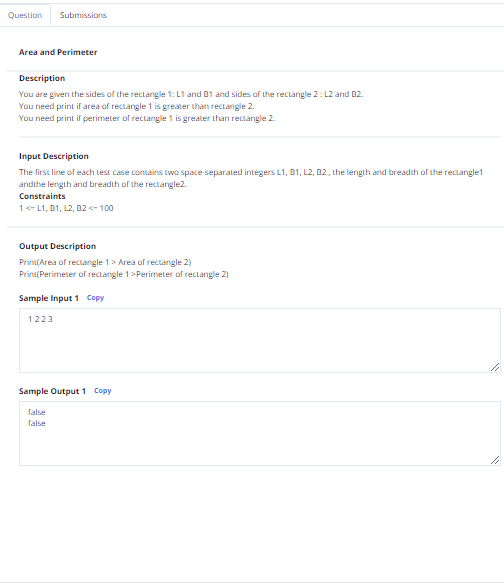 Question Submissions
Area and Perimeter
Description
You are given the sides of the rectangle 1: L1 and B1 and sides of the rectangle 2 : L2 and B2.
You need print if area of rectangle 1 is greater than rectangle 2.
You need print if perimeter of rectangle 1 is greater than rectangle 2.
Input Description
The first line of each test case contains two space-separated integers L1, B1, L2, B2 , the length and breadth of the rectangle1
andthe length and breadth of the rectangle2.
Constraints
1 <= L1, B1, L2, B2 <= 100
Output Description
Print(Area of rectangle 1 > Area of rectangle 2)
Print(Perimeter of rectangle 1 >Perimeter of rectangle 2)
Sample Input 1 Copy
1 2 2 3
Sample Output 1 Copy
false
false